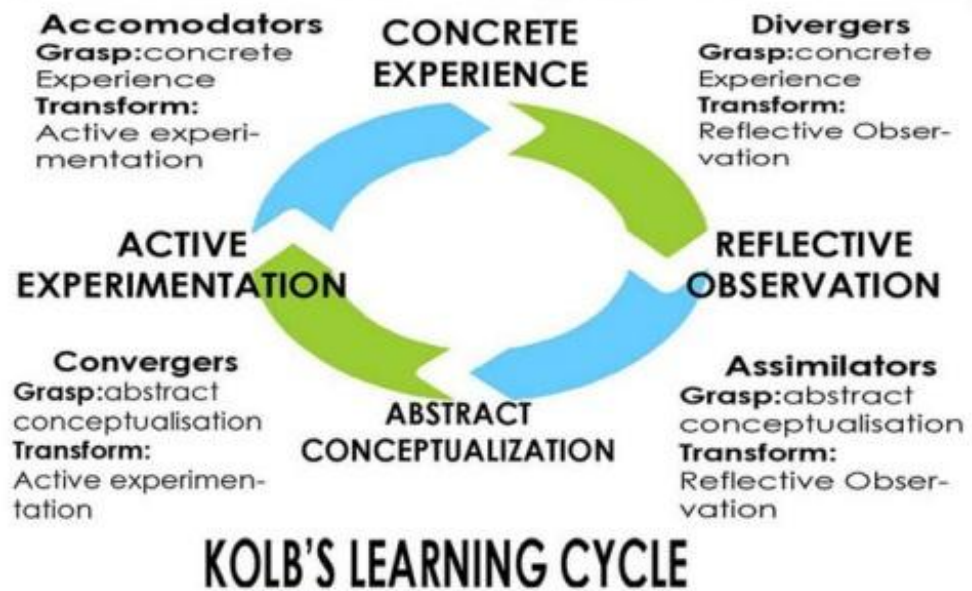 Accomodators
Grasp:concrete
Experience
Transform:
Active experi-
mentation
CONCRETE
EXPERIENCE
Divergers
Grasp:concrete
Experience
Transform:
Reflective Obser-
vation
ACTIVE
EXPERIMENTATION
REFLECTIVE
OBSERVATION
Convergers
Grasp:abstract
conceptualisation
Transform:
Active experimen-
tation
ABSTRACT
CONCEPTUALIZATION
Assimilators
Grasp:abstract
conceptualisation
Transform:
Reflective Obser-
vation
KOLB'S LEARNING CYCLE